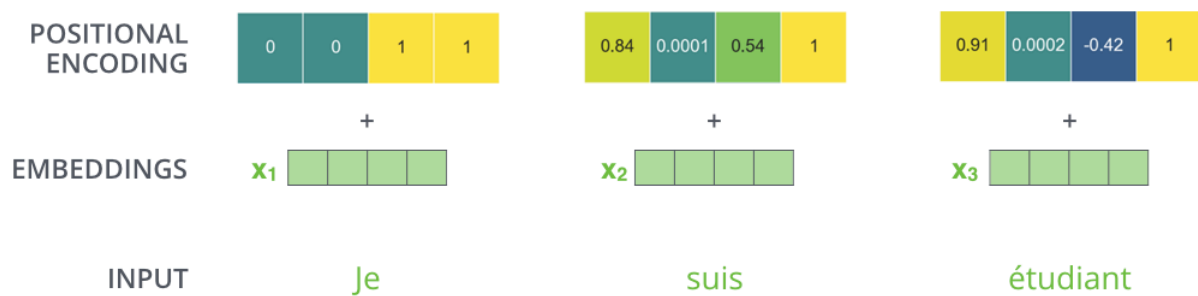 POSITIONAL ENCODING 0 0 1 1 0.84 0.0001 0.54 1 0.91 0.0002 -0.42 1
+ + +
EMBEDDINGS x1 x2 x3
INPUT Je suis étudiant